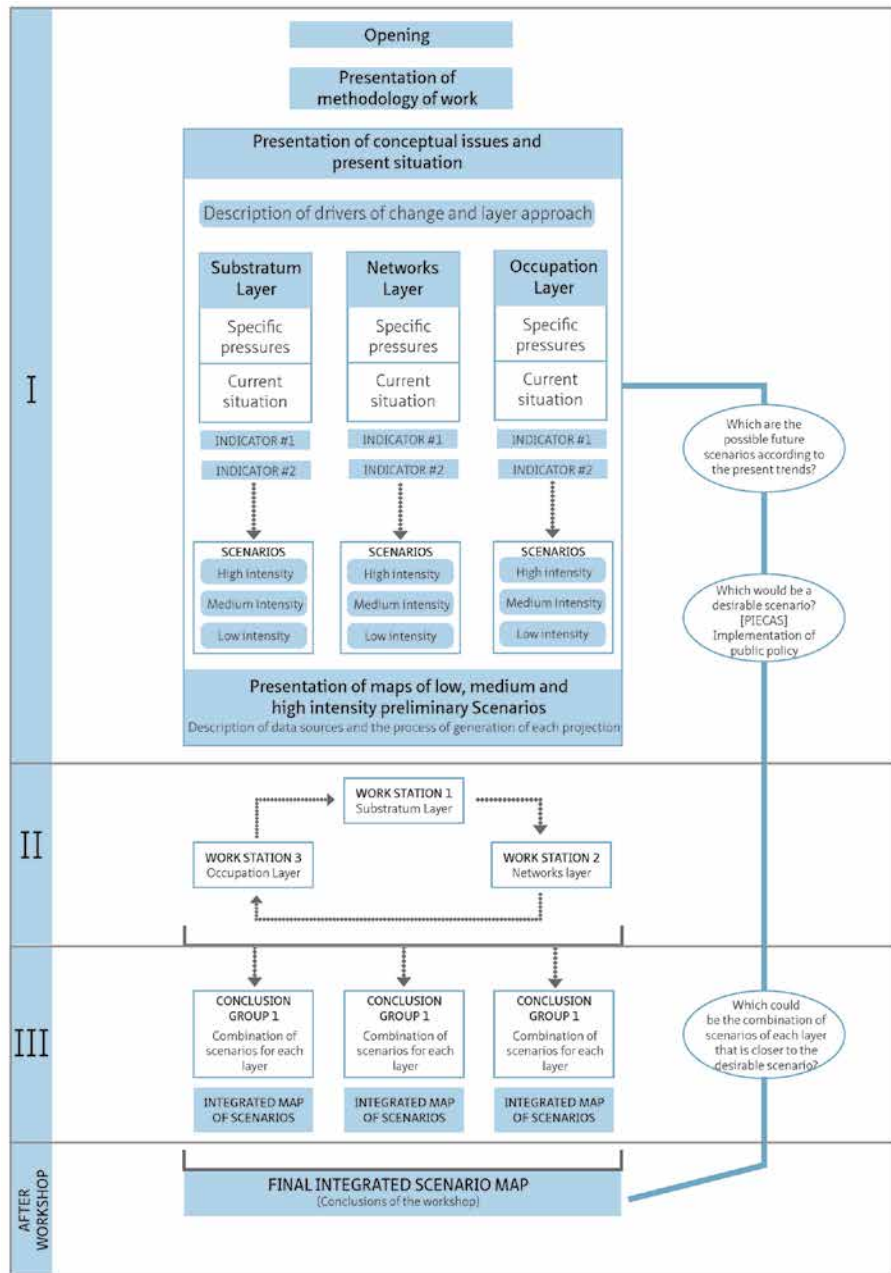 Opening
Presentation of
methodology of work
Presentation of conceptual issues and
present situation
Description of drivers of change and layer approach
Substratum
Layer
Specific
pressures
Current
situation
INDICATOR #1
INDICATOR #2
SCENARIOS
High intensity
Medium intensity
Low intensity
Networks
Layer
Specific
pressures
Current
situation
INDICATOR #1
INDICATOR #2
SCENARIOS
High intensity
Medium intensity
Low intensity
Occupation
Layer
Specific
pressures
Current
situation
INDICATOR #1
INDICATOR #2
SCENARIOS
High intensity
Medium intensity
Low intensity
Presentation of maps of low, medium and
high intensity preliminary Scenarios
Description of data sources and the process of generation of each projection
I
Which are the
possible future
scenarios according to
the present trends?
Which would be a
desirable scenario?
[PIECAS]
Implementation of
public policy
II
WORK STATION 1
Substratum Layer
WORK STATION 3
Occupation Layer
WORK STATION 2
Networks layer
III
CONCLUSION
GROUP 1
Combination of
scenarios for each
layer
INTEGRATED MAP
OF SCENARIOS
CONCLUSION
GROUP 1
Combination of
scenarios for each
layer
INTEGRATED MAP
OF SCENARIOS
CONCLUSION
GROUP 1
Combination of
scenarios for each
layer
INTEGRATED MAP
OF SCENARIOS
Which could
be the combination of
scenarios of each layer
that is closer to the
desirable scenario?
AFTER
WORKSHOP
FINAL INTEGRATED SCENARIO MAP
(Conclusions of the workshop)